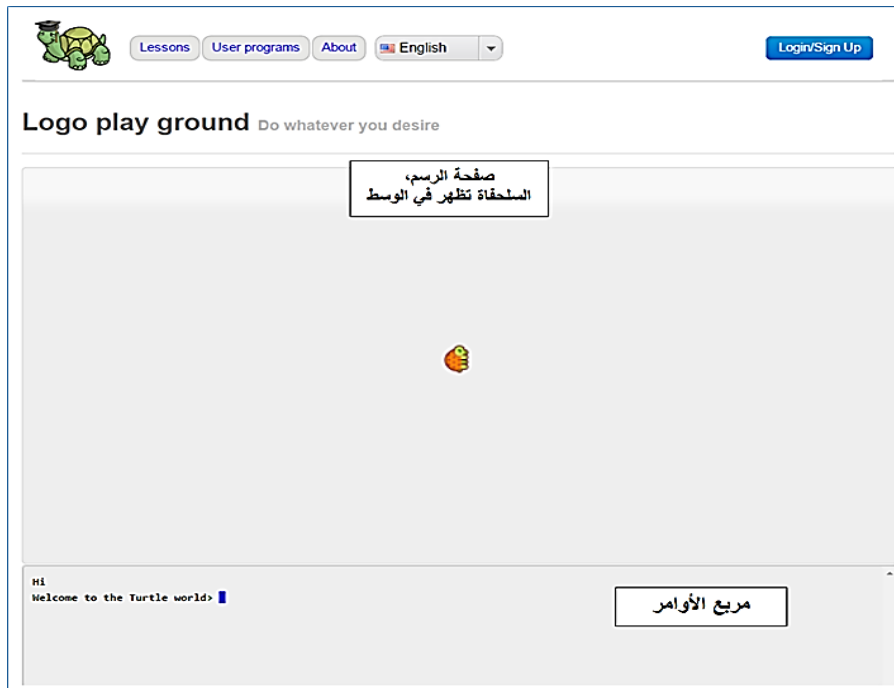 Lessons User programs About English Login/Sign Up
Logo play ground Do whatever you desire
صفحة الرسم،
السلحفاة تظهر في الوسط
Hi
Welcome to the Turtle world>
مربع الأوامر